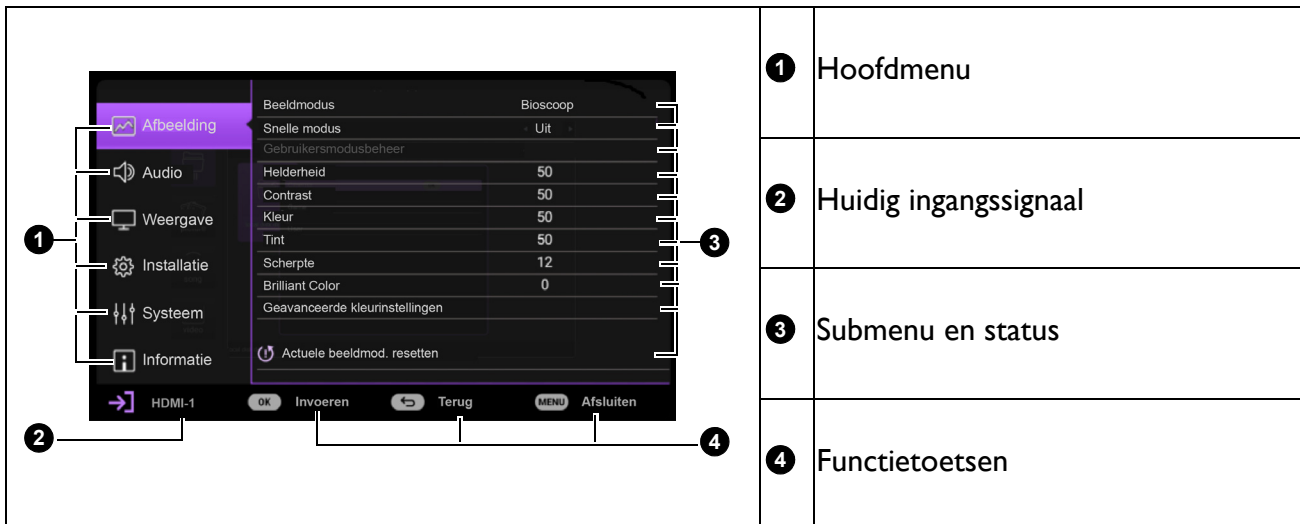 Afbeelding
Audio
Weergave
Installatie
Systeem
Informatie
Beeldmodus Bioscoop
Snelle modus Uit
Gebruikersmodusbeheer
Helderheid 50
Contrast 50
Kleur 50
Tint 50
Scherpte 12
Brilliant Color 0
Geavanceerde kleurinstellingen
Actuele beeldmod. resetten
HDMI-1 OK Invoeren Terug MENU Afsluiten
1
2
3
4
1 Hoofdmenu
2 Huidig ingangssignaal
3 Submenu en status
4 Functietoetsen